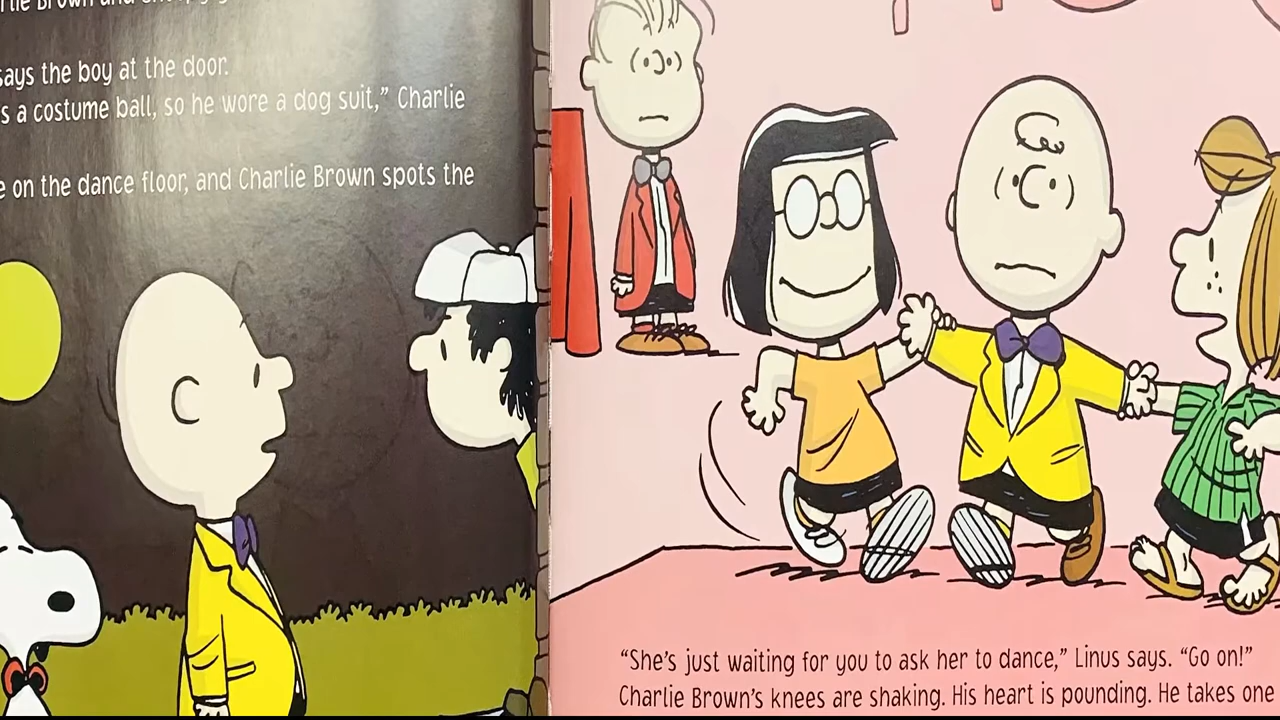 Brown and
says the boy at the door.
s a costume ball, so he wore a dog suit,” Charlie
e on the dance floor, and Charlie Brown spots the
“She’s just waiting for you to ask her to dance,” Linus says. “Go on!”
Charlie Brown’s knees are shaking. His heart is pounding. He takes one